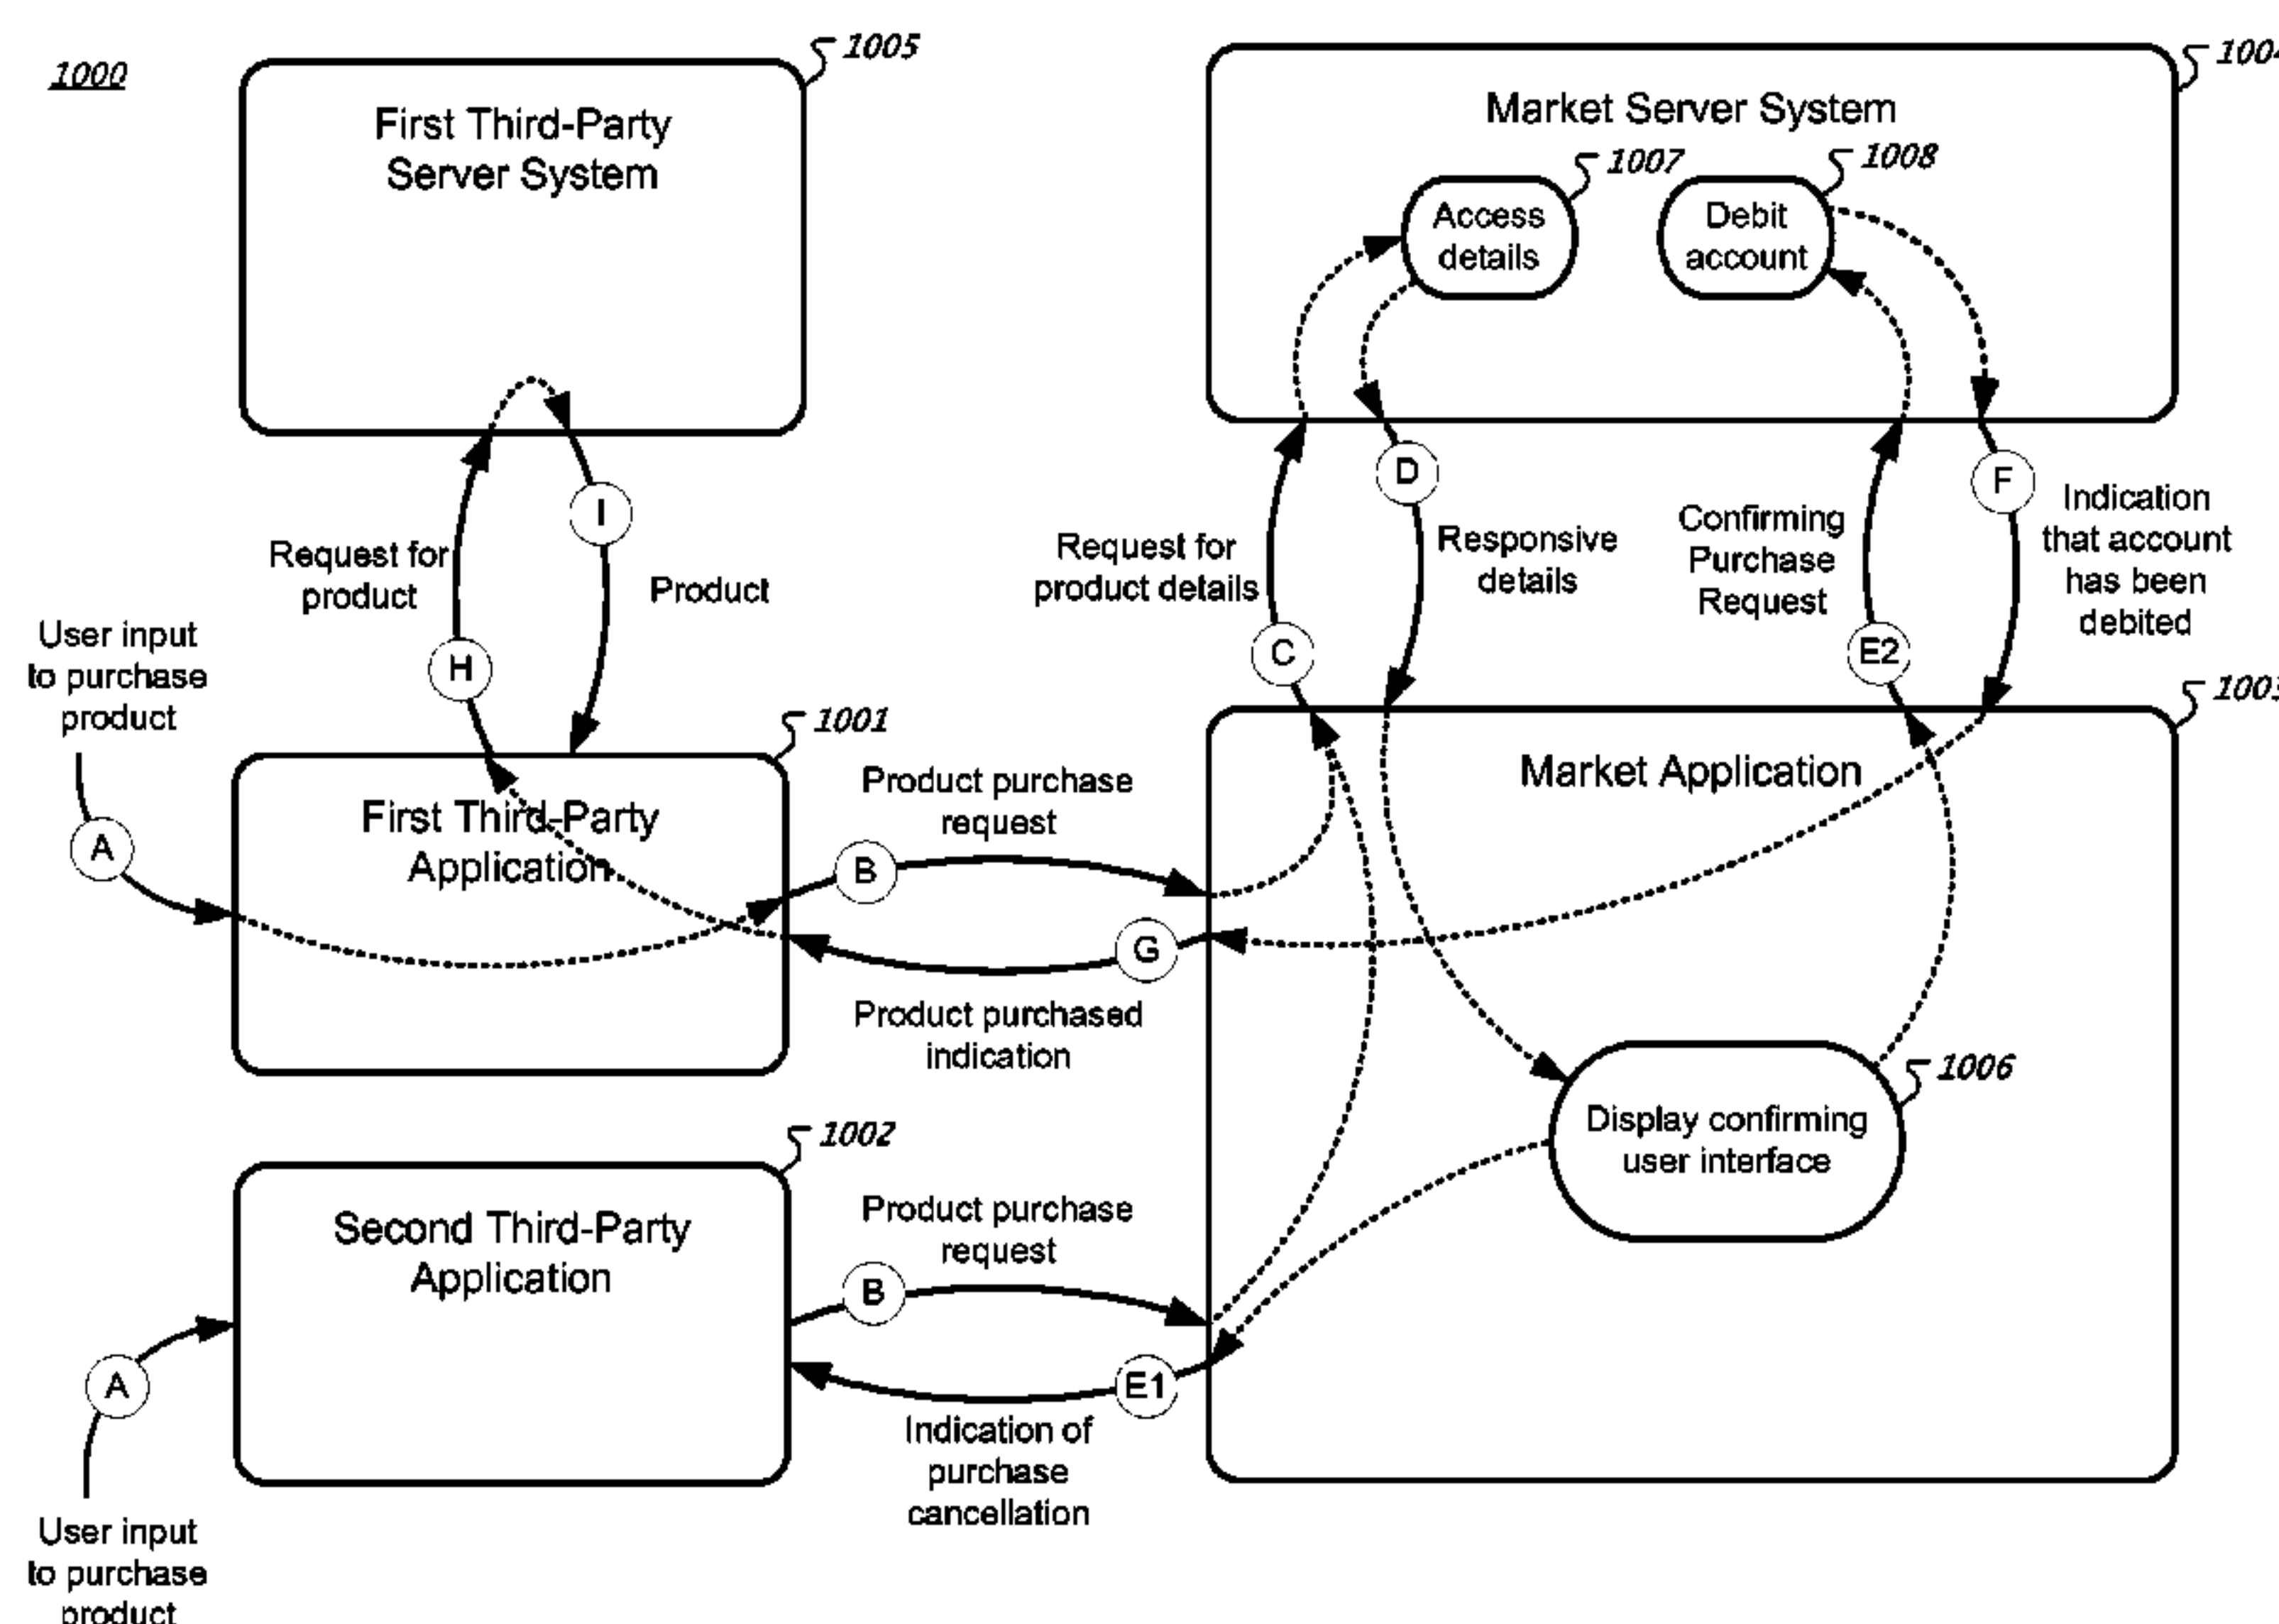 1000
1005
First Third-Party
Server System
1004
Market Server System
1007
1008
Access
details
Debit
account
I
Request for
product
Product
H
D
F
Request for
product details
Responsive
details
Confirming
Purchase
Request
Indication
that account
has been
debited
C
E2
User input
to purchase
product
A
1001
First Third-Party
Application
Product purchase
request
B
G
Product purchased
indication
1003
Market Application
1006
Display confirming
user interface
1002
Second Third-Party
Application
Product purchase
request
B
E1
Indication of
purchase
cancellation
A
User input
to purchase
product